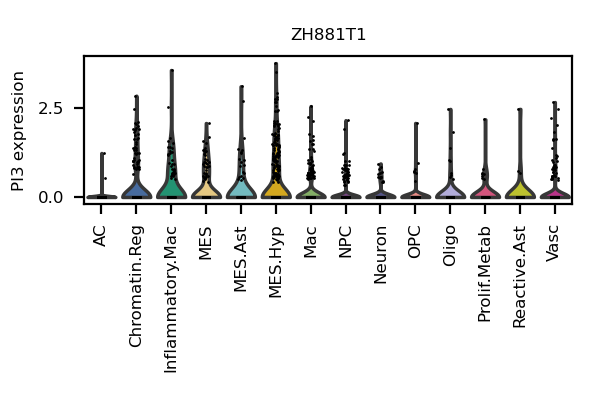 ZH881T1
PI3 expression
2.5
0.0
AC
Chromatin.Reg
Inflammatory.Mac
MES
MES.Ast
MES.Hyp
Mac
NPC
Neuron
OPC
Oligo
Prolif.Metab
Reactive.Ast
Vasc